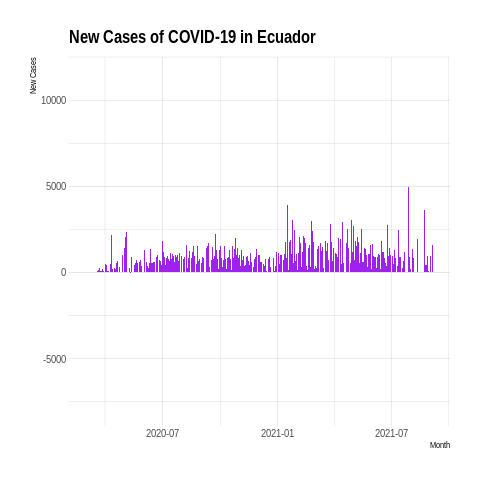 New Cases of COVID-19 in Ecuador
New Cases
10000
5000
0
-5000
2020-07
2021-01
2021-07
Month